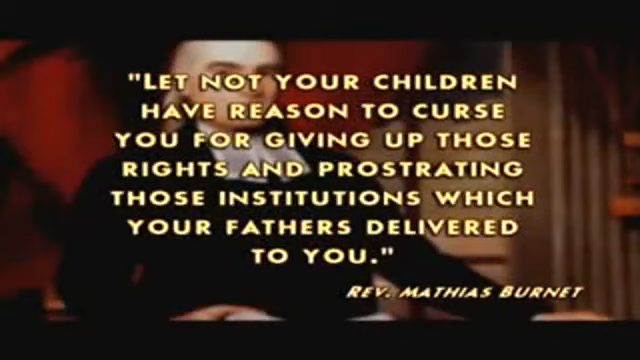 "LET NOT YOUR CHILDREN
HAVE REASON TO CURSE
YOU FOR GIVING UP THOSE
RIGHTS AND PROSTRATING
THOSE INSTITUTIONS WHICH
YOUR FATHERS DELIVERED
TO YOU."
REV. MATHIAS BURNET